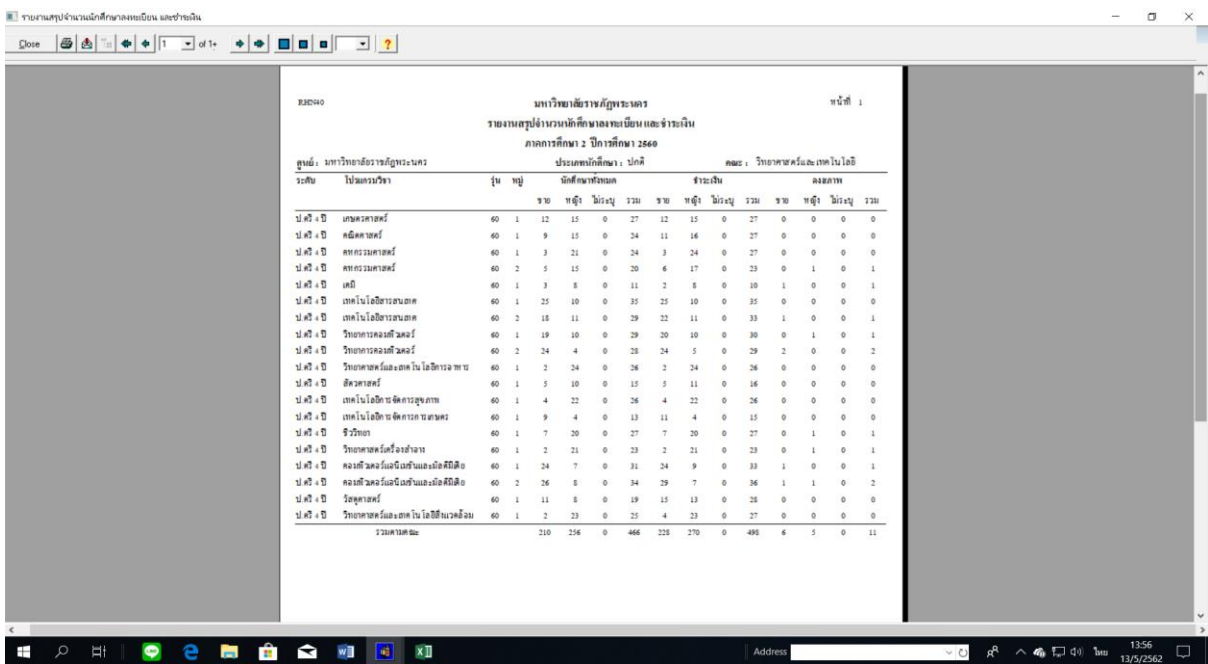 รายงานสรุปจำนวนนักศึกษาลงทะเบียน และชำระเงิน
Close 1 of 1+ ?
RHD940 หน้าที่ 1
มหาวิทยาลัยราชภัฏพระนคร
รายงานสรุปจำนวนนักศึกษาลงทะเบียน และชำระเงิน
ภาคการศึกษา 2 ปีการศึกษา 2560
ศูนย์ : มหาวิทยาลัยราชภัฏพระนคร ประเภทนักศึกษา : ปกติ คณะ : วิทยาศาสตร์และเทคโนโลยี
ระดับ โปรแกรมวิชา รุ่น หมู่ นักศึกษาทั้งหมด ชำระเงิน คงสภาพ
ชาย หญิง ไม่ระบุ รวม ชาย หญิง ไม่ระบุ รวม ชาย หญิง ไม่ระบุ รวม
ป.ตรี 4 ปี เกษตรศาสตร์ 60 1 12 15 0 27 12 15 0 27 0 0 0 0
ป.ตรี 4 ปี คณิตศาสตร์ 60 1 9 15 0 24 11 16 0 27 0 0 0 0
ป.ตรี 4 ปี คหกรรมศาสตร์ 60 1 3 21 0 24 3 24 0 27 0 0 0 0
ป.ตรี 4 ปี คหกรรมศาสตร์ 60 2 5 15 0 20 6 17 0 23 0 1 0 1
ป.ตรี 4 ปี เคมี 60 1 3 8 0 11 2 8 0 10 1 0 0 1
ป.ตรี 4 ปี เทคโนโลยีสารสนเทศ 60 1 25 10 0 35 25 10 0 35 0 0 0 0
ป.ตรี 4 ปี เทคโนโลยีสารสนเทศ 60 2 18 11 0 29 22 11 0 33 1 0 0 1
ป.ตรี 4 ปี วิทยาการคอมพิวเตอร์ 60 1 19 10 0 29 20 10 0 30 0 1 0 1
ป.ตรี 4 ปี วิทยาการคอมพิวเตอร์ 60 2 24 4 0 28 24 5 0 29 2 0 0 2
ป.ตรี 4 ปี วิทยาศาสตร์และเทคโนโลยีการอาหาร 60 1 2 24 0 26 2 24 0 26 0 0 0 0
ป.ตรี 4 ปี สัตวศาสตร์ 60 1 5 10 0 15 5 11 0 16 0 0 0 0
ป.ตรี 4 ปี เทคโนโลยีการจัดการสุขภาพ 60 1 4 22 0 26 4 22 0 26 0 0 0 0
ป.ตรี 4 ปี เทคโนโลยีการจัดการการเกษตร 60 1 9 4 0 13 11 4 0 15 0 0 0 0
ป.ตรี 4 ปี ชีววิทยา 60 1 7 20 0 27 7 20 0 27 0 1 0 1
ป.ตรี 4 ปี วิทยาศาสตร์เครื่องสำอาง 60 1 2 21 0 23 2 21 0 23 0 1 0 1
ป.ตรี 4 ปี คอมพิวเตอร์แอนิเมชันและมัลติมีเดีย 60 1 24 7 0 31 24 9 0 33 1 0 0 1
ป.ตรี 4 ปี คอมพิวเตอร์แอนิเมชันและมัลติมีเดีย 60 2 26 8 0 34 29 7 0 36 1 1 0 2
ป.ตรี 4 ปี วัสดุศาสตร์ 60 1 11 8 0 19 15 13 0 28 0 0 0 0
ป.ตรี 4 ปี วิทยาศาสตร์และเทคโนโลยีสิ่งแวดล้อม 60 1 2 23 0 25 4 23 0 27 0 0 0 0
รวมตามคณะ 210 256 0 466 228 270 0 498 6 5 0 11
Address ไทย 13:56
13/5/2562